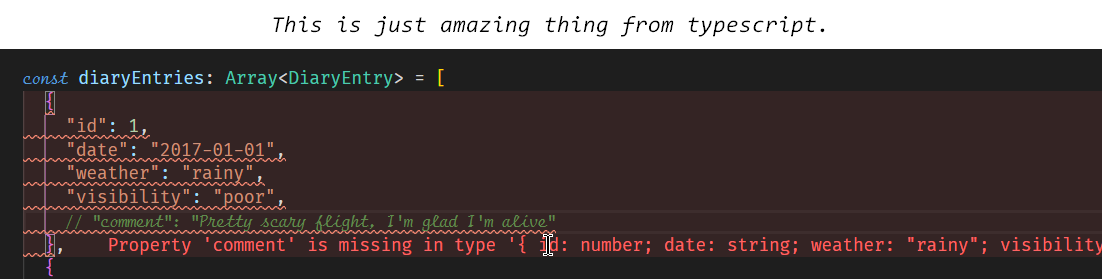 This is just amazing thing from typescript.
const diaryEntries: Array<DiaryEntry> = [
{
"id": 1,
"date": "2017-01-01",
"weather": "rainy",
"visibility": "poor",
// "comment": "Pretty scary flight, I'm glad I'm alive"
}, Property 'comment' is missing in type '{ id: number; date: string; weather: "rainy"; visibility
{